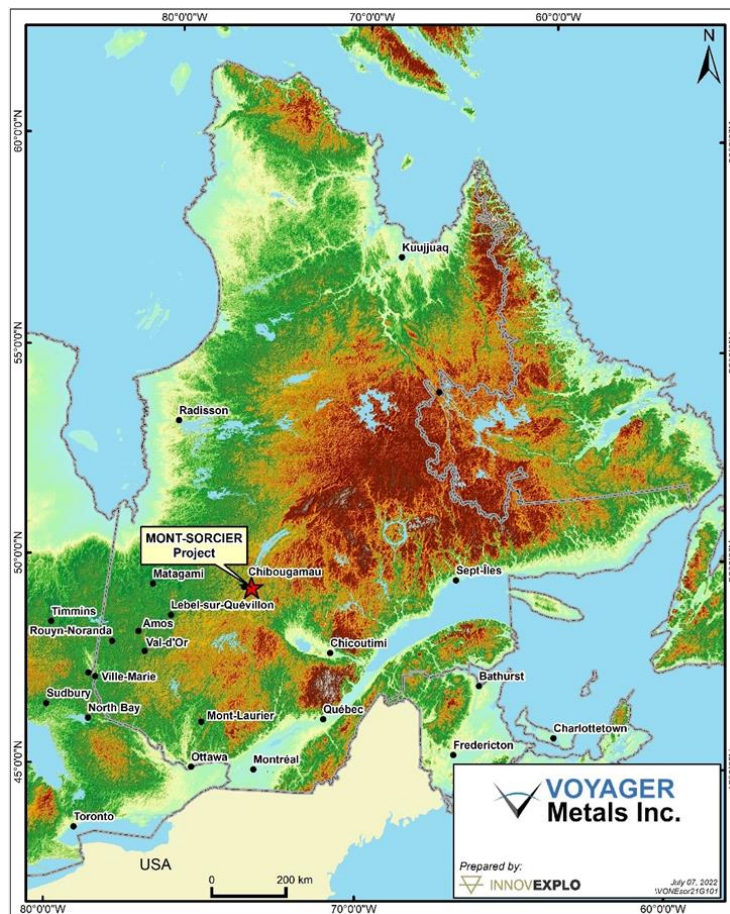 80°0'0"W
70°0'0"W
60°0'0"W
N
60°0'0"N
Kuujjuaq
55°0'0"N
Radisson
50°0'0"N
MONT-SORCIER
Project
Chibougamau
Matagami
Sept-Îles
Lebel-sur-Quévillon
Timmins
Amos
Rouyn-Noranda
Val-d'Or
Chicoutimi
Ville-Marie
Bathurst
Sudbury
North Bay
Mont-Laurier
Québec
Charlottetown
Fredericton
Ottawa
Montréal
45°0'0"N
Toronto
USA
VOYAGER
Metals Inc.
Prepared by:
INNOVEXPLO
July 07, 2022
\VONEsor21G101
0
200 km
80°0'0"W
70°0'0"W
60°0'0"W